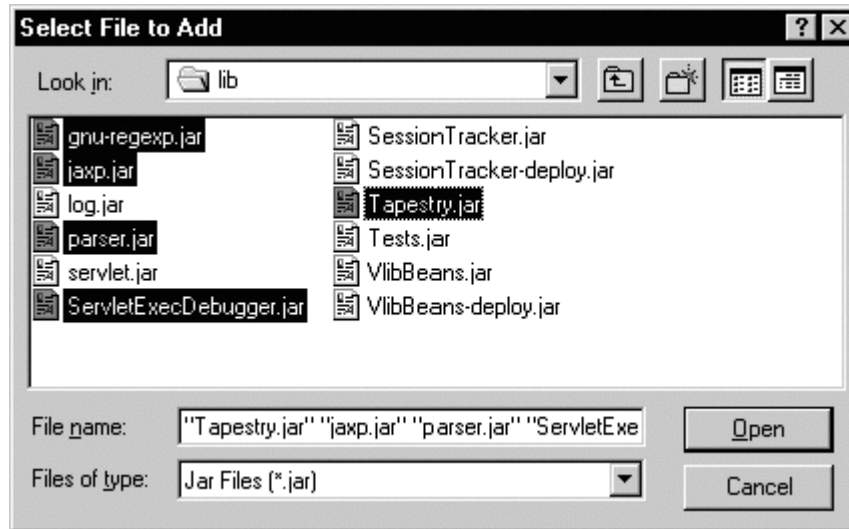 Select File to Add
Look in: lib
gnu-regexp.jar
jaxp.jar
log.jar
parser.jar
servlet.jar
ServletExecDebugger.jar
SessionTracker.jar
SessionTracker-deploy.jar
Tapestry.jar
Tests.jar
VlibBeans.jar
VlibBeans-deploy.jar
File name: "Tapestry.jar" "jaxp.jar" "parser.jar" "ServletExe
Open
Files of type: Jar Files (*.jar)
Cancel